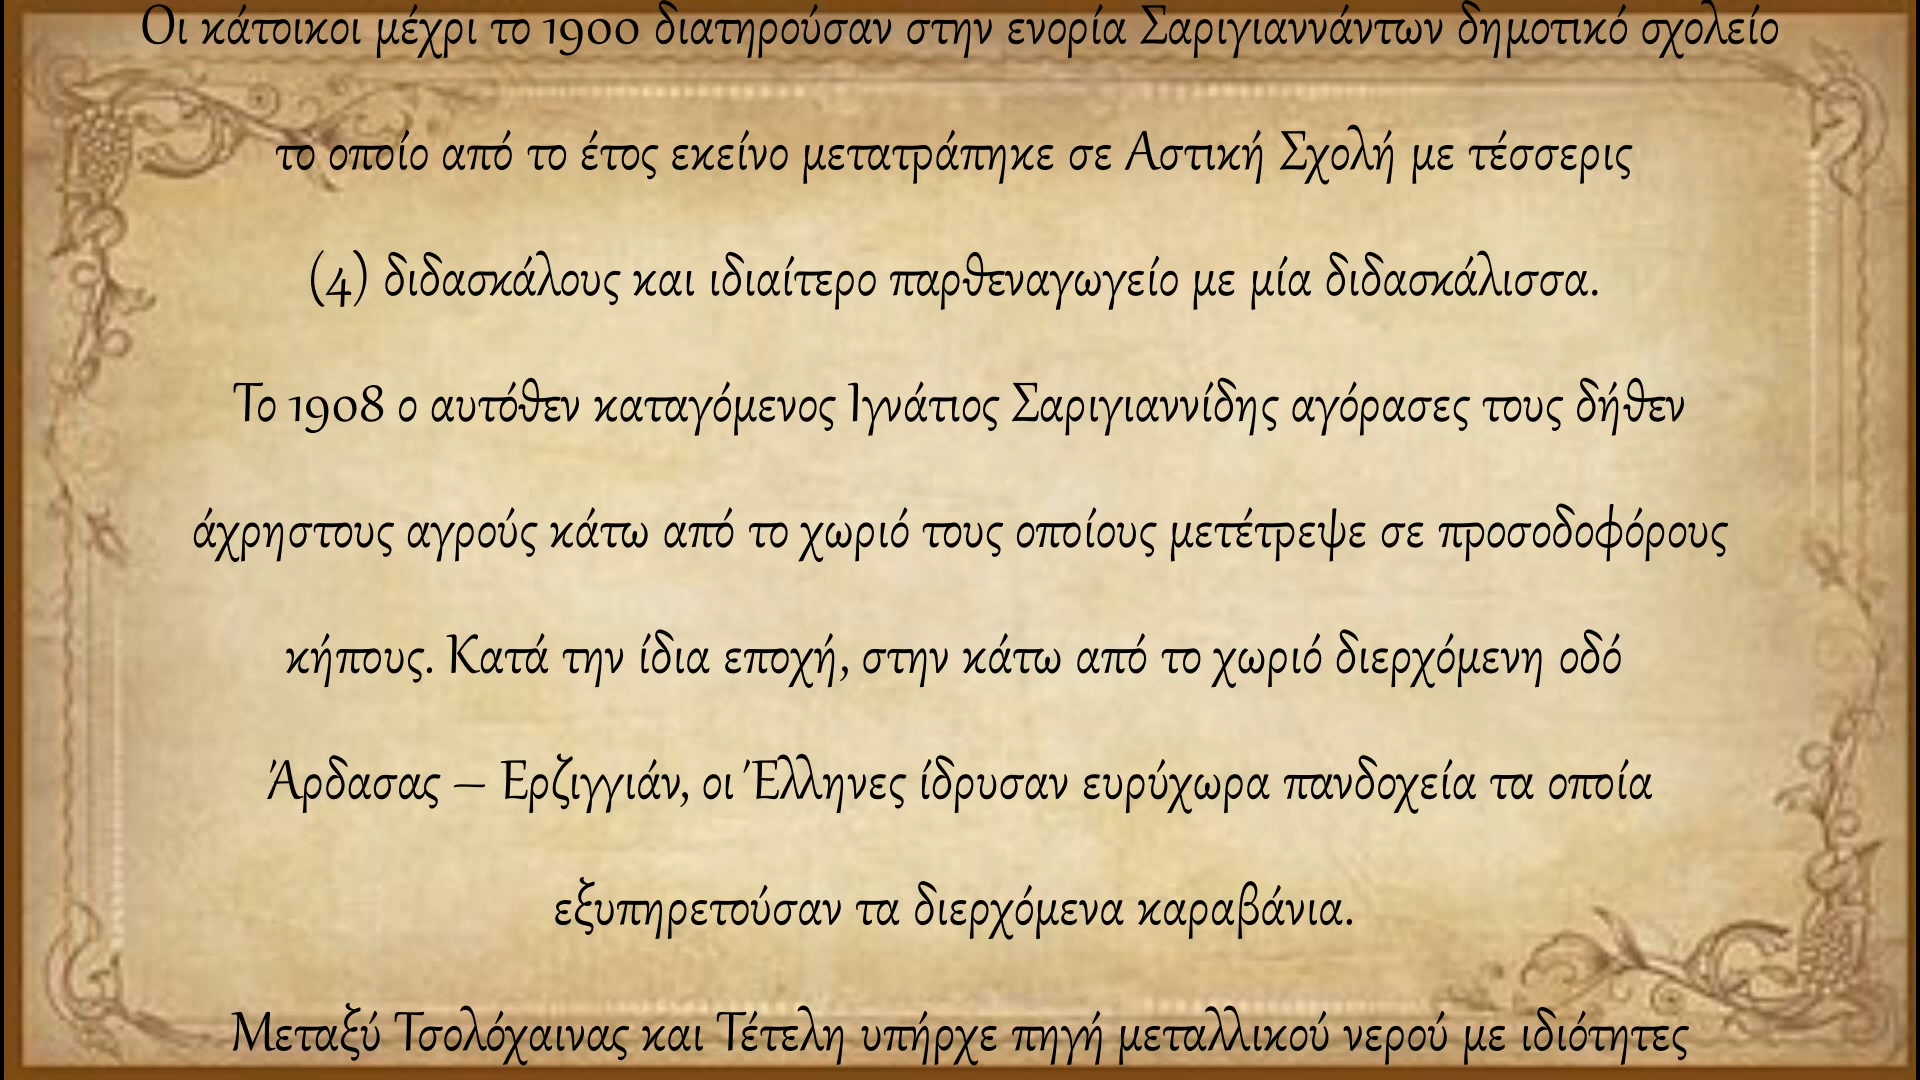 Οι κάτοικοι μέχρι το 1900 διατηρούσαν στην ενορία Σαριγιαννάντων δημοτικό σχολείο
το οποίο από το έτος εκείνο μετατράπηκε σε Αστική Σχολή με τέσσερις
(4) διδασκάλους και ιδιαίτερο παρθεναγωγείο με μία διδασκάλισσα.
Το 1908 ο αυτόθεν καταγόμενος Ιγνάτιος Σαριγιαννίδης αγόρασες τους δήθεν
άχρηστους αγρούς κάτω από το χωριό τους οποίους μετέτρεψε σε προσοδοφόρους
κήπους. Κατά την ίδια εποχή, στην κάτω από το χωριό διερχόμενη οδό
Άρδασας – Ερζιγγιάν, οι Έλληνες ίδρυσαν ευρύχωρα πανδοχεία τα οποία
εξυπηρετούσαν τα διερχόμενα καραβάνια.
Μεταξύ Τσολόχαινας και Τέτελη υπήρχε πηγή μεταλλικού νερού με ιδιότητες